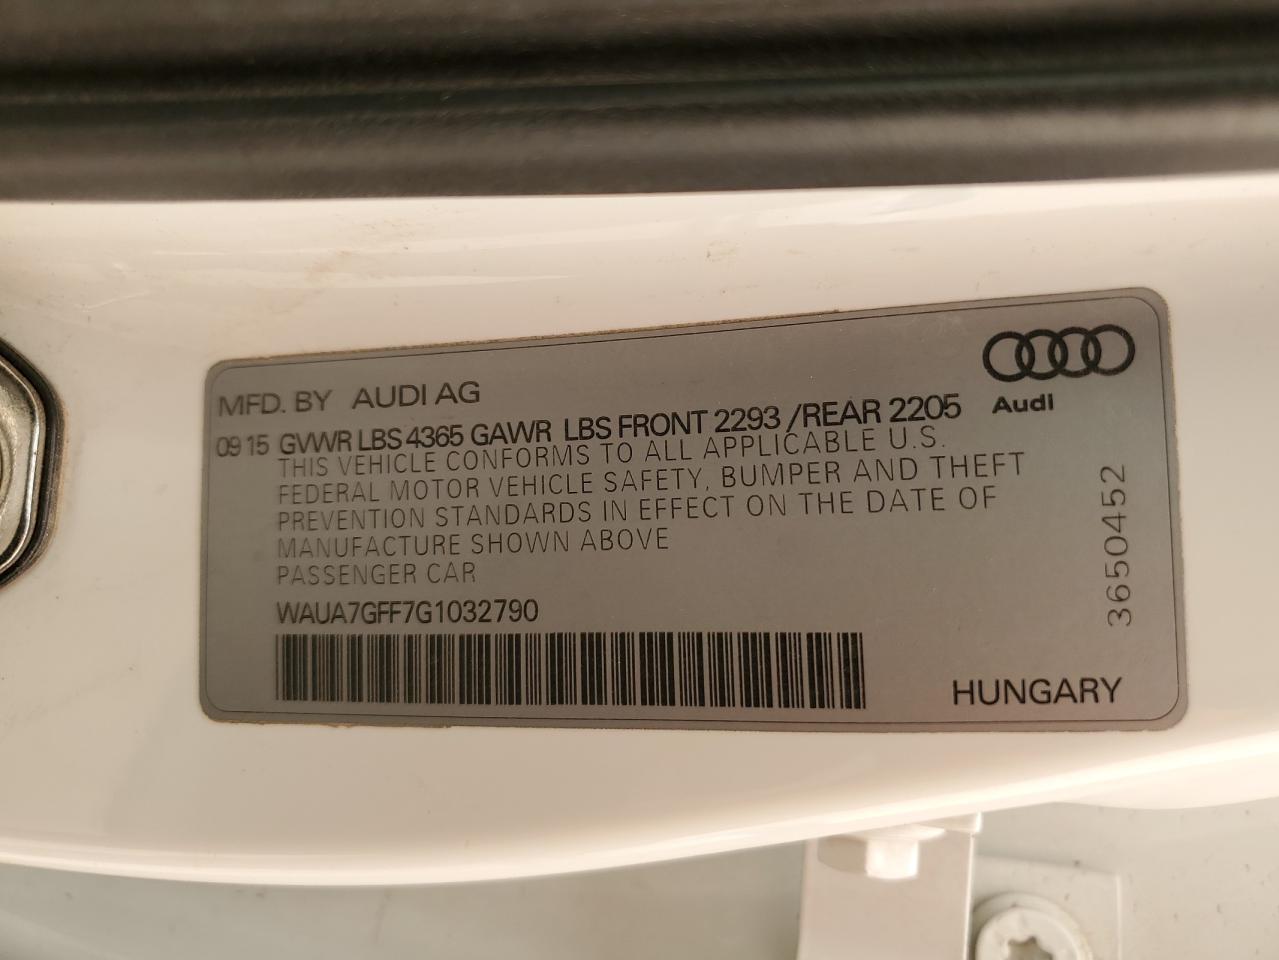 MFD. BY AUDI AG
09 15 GVWR LBS 4365 GAWR LBS FRONT 2293 /REAR 2205
Audi
THIS VEHICLE CONFORMS TO ALL APPLICABLE U.S.
FEDERAL MOTOR VEHICLE SAFETY, BUMPER AND THEFT
PREVENTION STANDARDS IN EFFECT ON THE DATE OF
MANUFACTURE SHOWN ABOVE
PASSENGER CAR
WAUA7GFF7G1032790
3650452
HUNGARY